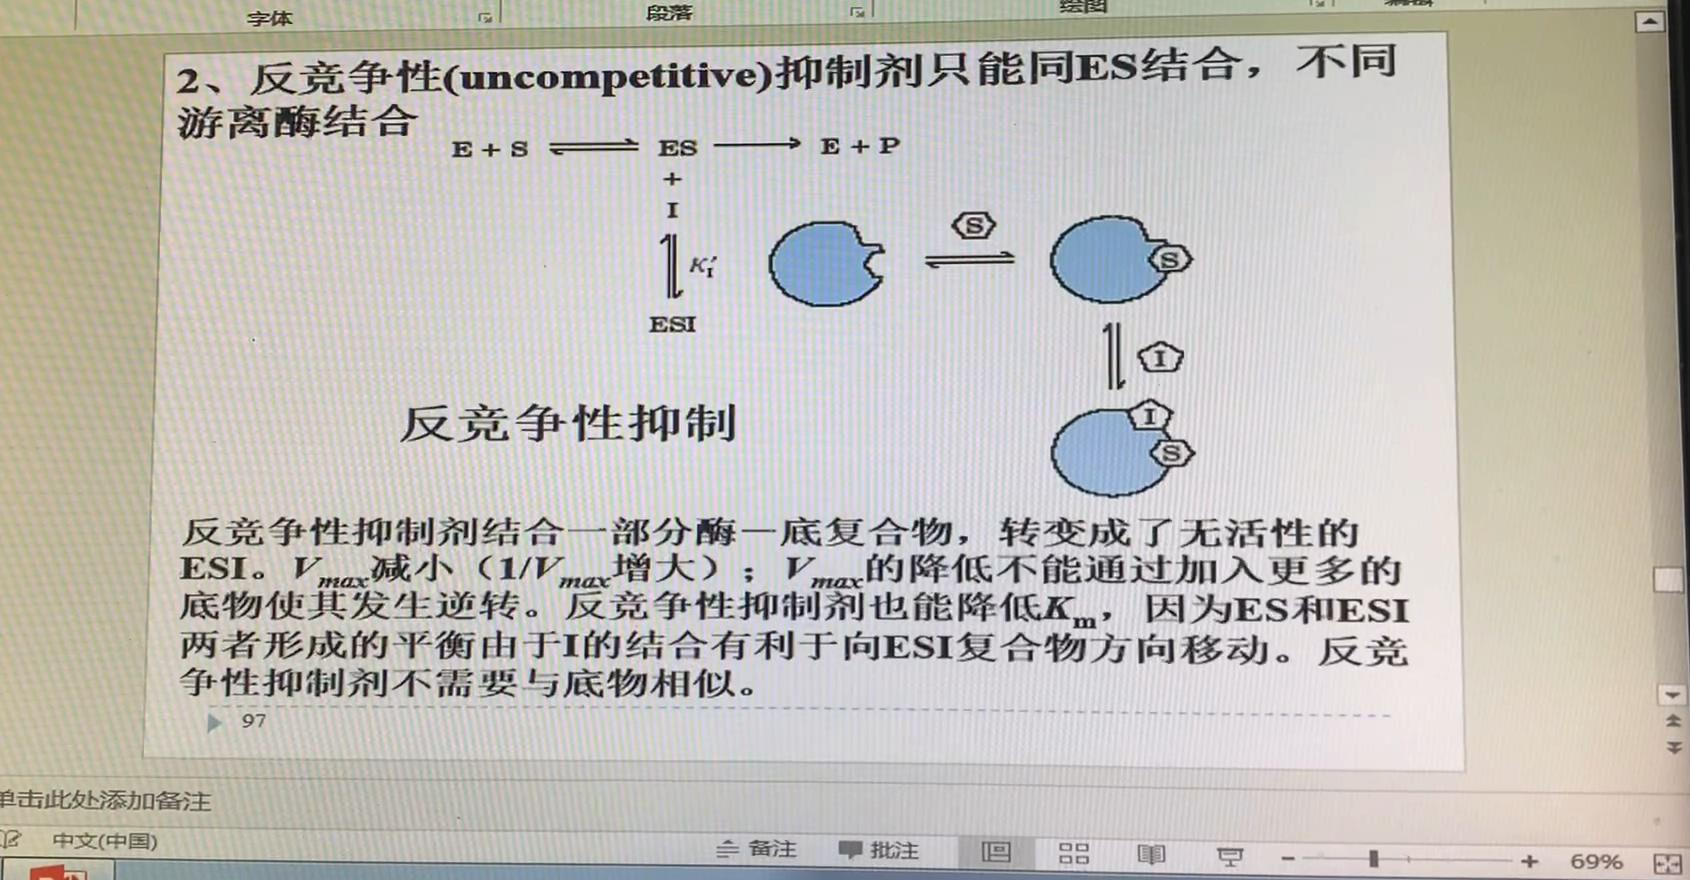 字体
段落
绘图
2、反竞争性(uncompetitive)抑制剂只能同ES结合，不同
游离酶结合
E + S ES E + P
+
I
S
S
K′I
ESI
I
I
S
反竞争性抑制
反竞争性抑制剂结合一部分酶—底复合物，转变成了无活性的
ESI。Vmax减小（1/Vmax增大）；Vmax的降低不能通过加入更多的
底物使其发生逆转。反竞争性抑制剂也能降低Km，因为ES和ESI
两者形成的平衡由于I的结合有利于向ESI复合物方向移动。反竞
争性抑制剂不需要与底物相似。
97
单击此处添加备注
中文(中国)
备注
批注
69%